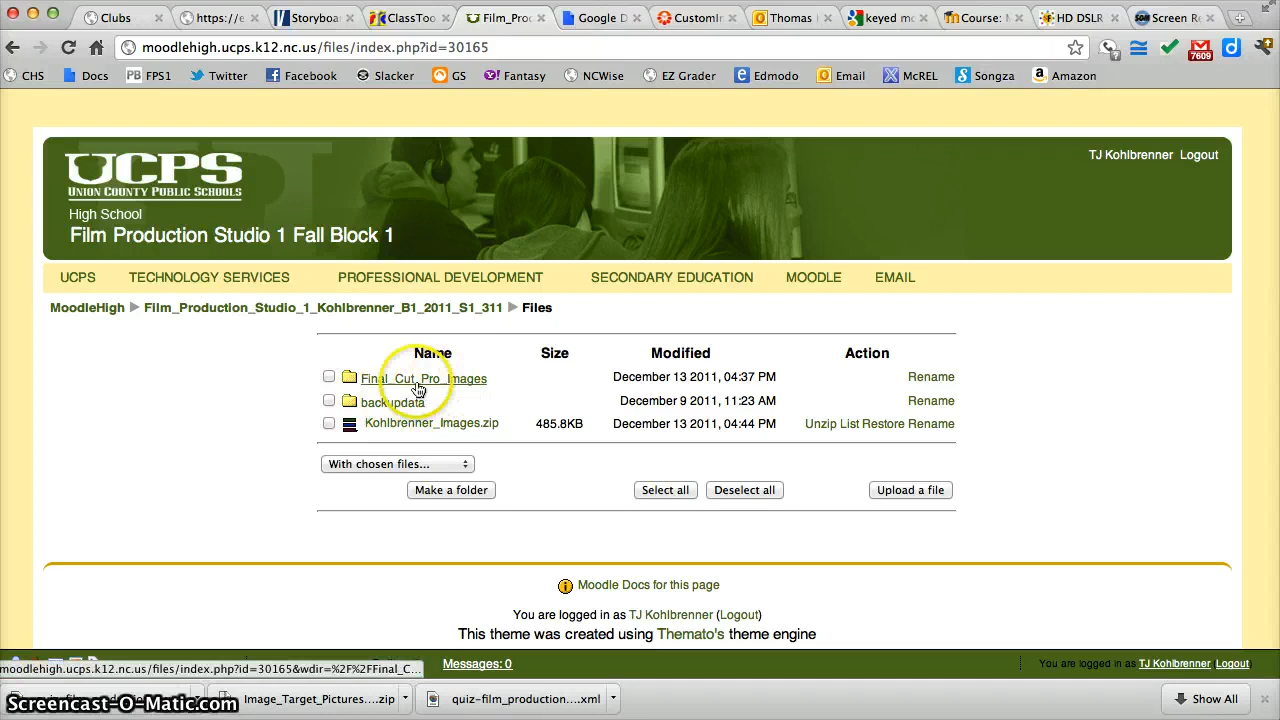 Clubs https://e Storyboar ClassToo Film_Proc Google D CustomIn Thomas keyed mo Course: M HD DSLR Screen Re
moodlehigh.ucps.k12.nc.us/files/index.php?id=30165
7609
CHS Docs FPS1 Twitter Facebook Slacker GS Fantasy NCWise EZ Grader Edmodo Email McREL Songza Amazon
UCPS
UNION COUNTY PUBLIC SCHOOLS
TJ Kohlbrenner Logout
High School
Film Production Studio 1 Fall Block 1
UCPS TECHNOLOGY SERVICES PROFESSIONAL DEVELOPMENT SECONDARY EDUCATION MOODLE EMAIL
MoodleHigh ► Film_Production_Studio_1_Kohlbrenner_B1_2011_S1_311 ► Files
Name Size Modified Action
Final_Cut_Pro_Images December 13 2011, 04:37 PM Rename
backupdata December 9 2011, 11:23 AM Rename
Kohlbrenner_Images.zip 485.8KB December 13 2011, 04:44 PM Unzip List Restore Rename
With chosen files...
Make a folder Select all Deselect all Upload a file
Moodle Docs for this page
You are logged in as TJ Kohlbrenner (Logout)
This theme was created using Themato's theme engine
moodlehigh.ucps.k12.nc.us/files/index.php?id=30165&wdir=%2F%2FFinal_C... Messages: 0 You are logged in as TJ Kohlbrenner (Logout)
Image_Target_Pictures....zip quiz-film_production....xml Show All
Screencast-O-Matic.com